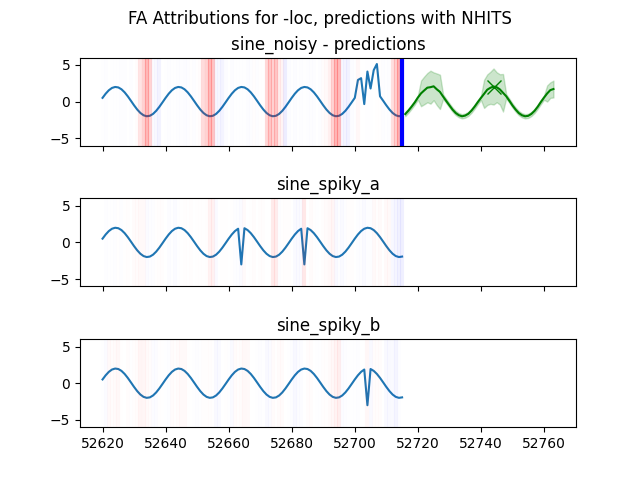 FA Attributions for -loc, predictions with NHITS
sine_noisy - predictions
5
0
−5
sine_spiky_a
5
0
−5
sine_spiky_b
5
0
−5
52620 52640 52660 52680 52700 52720 52740 52760